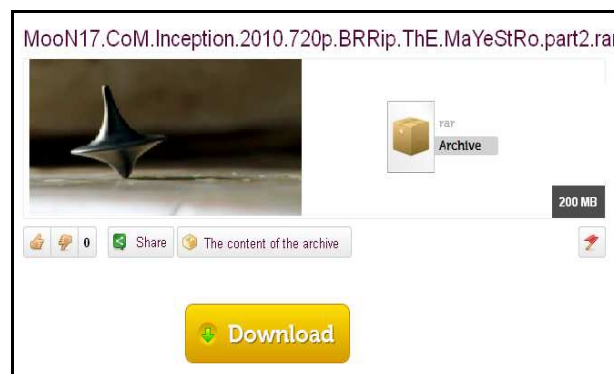 MooN17.CoM.Inception.2010.720p.BRRip.ThE.MaYeStRo.part2.rar
rar
Archive
200 MB
0
Share
The content of the archive
Download